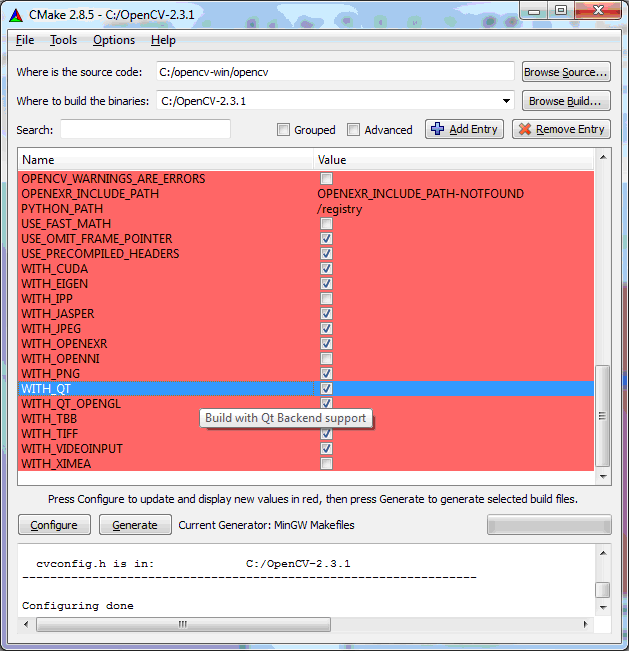 CMake 2.8.5 - C:/OpenCV-2.3.1
File Tools Options Help
Where is the source code: C:/opencv-win/opencv Browse Source...
Where to build the binaries: C:/OpenCV-2.3.1 Browse Build...
Search: Grouped Advanced Add Entry Remove Entry
Name Value
OPENCV_WARNINGS_ARE_ERRORS
OPENEXR_INCLUDE_PATH OPENEXR_INCLUDE_PATH-NOTFOUND
PYTHON_PATH /registry
USE_FAST_MATH
USE_OMIT_FRAME_POINTER
USE_PRECOMPILED_HEADERS
WITH_CUDA
WITH_EIGEN
WITH_IPP
WITH_JASPER
WITH_JPEG
WITH_OPENEXR
WITH_OPENNI
WITH_PNG
WITH_QT
WITH_QT_OPENGL
WITH_TBB Build with Qt Backend support
WITH_TIFF
WITH_VIDEOINPUT
WITH_XIMEA
Press Configure to update and display new values in red, then press Generate to generate selected build files.
Configure Generate Current Generator: MinGW Makefiles
cvconfig.h is in: C:/OpenCV-2.3.1
-----------------------------------------------------------------
Configuring done